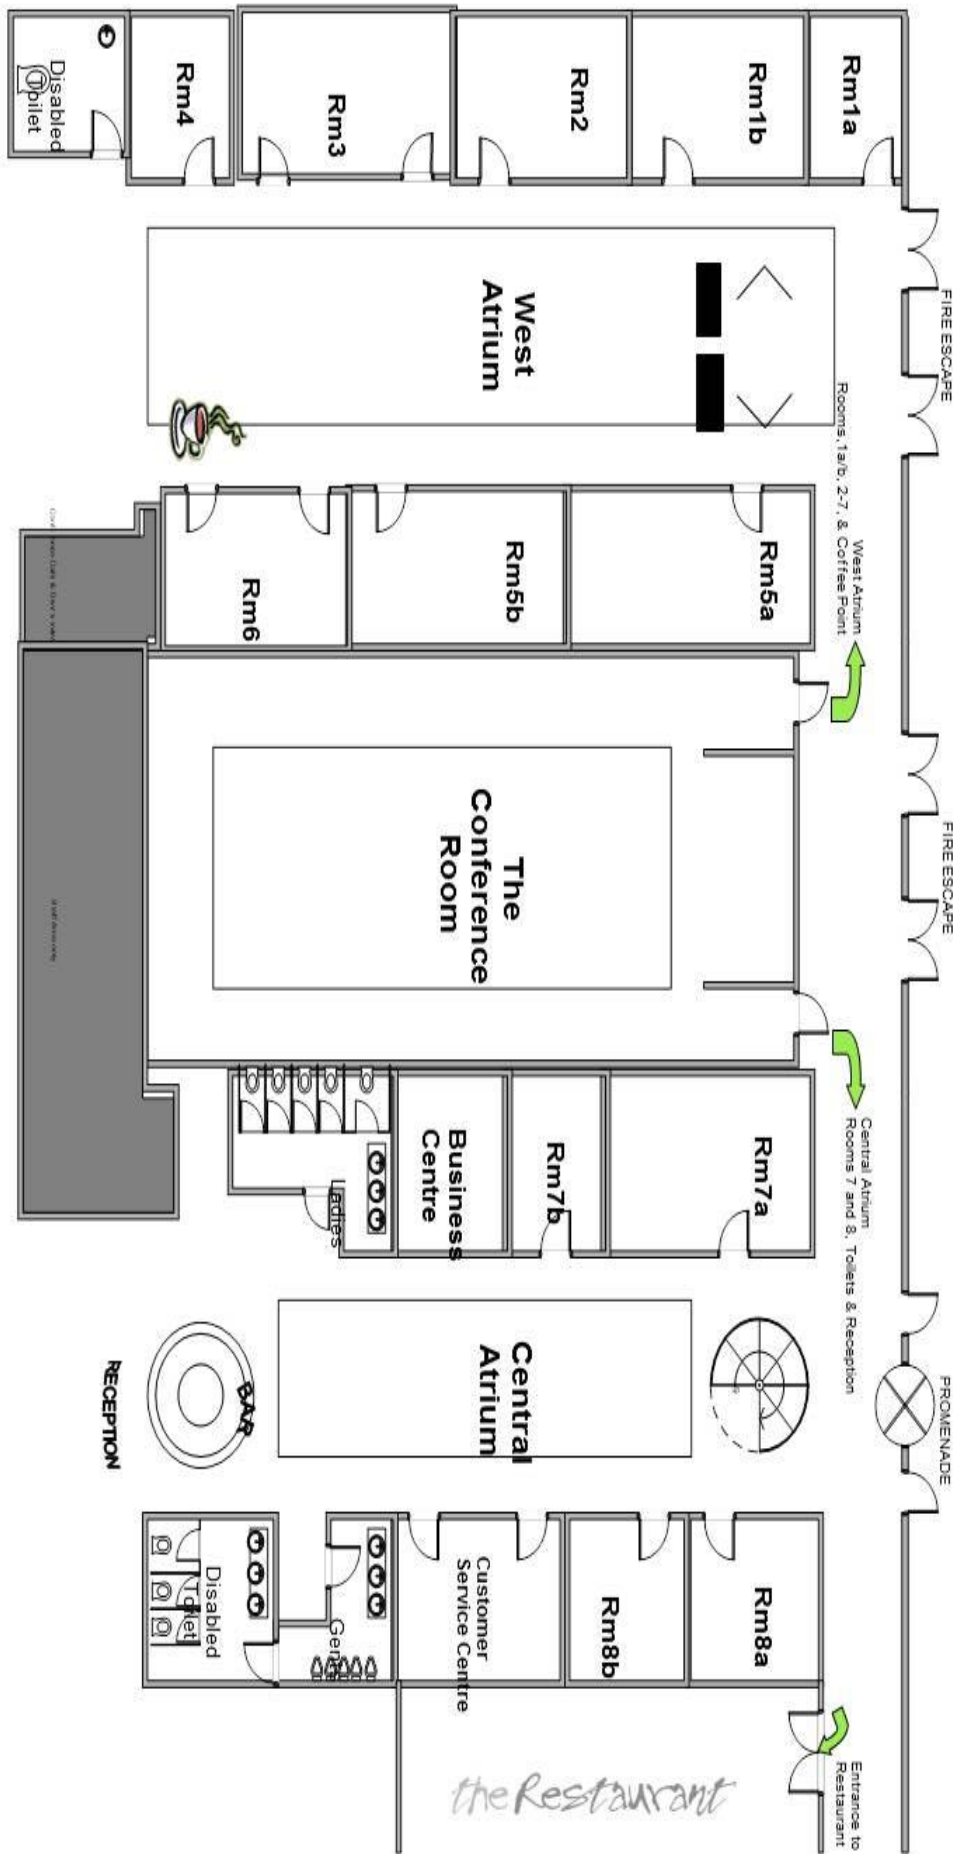 FIRE ESCAPE
FIRE ESCAPE
PROMENADE
West Atrium
Rooms,1a/b, 2-7, & Coffee Point
Central Atrium
Rooms 7 and 8, Toilets & Reception
Entrance to
Restaurant
Rm1a
Rm1b
Rm2
Rm3
Rm4
Disabled
Toilet
West
Atrium
Rm5a
Rm5b
Rm6
The
Conference
Room
Rm7a
Rm7b
Business
Centre
Ladies
Central
Atrium
BAR
RECEPTION
Rm8a
Rm8b
Customer
Service Centre
Gents
Disabled
Toilet
the Restaurant